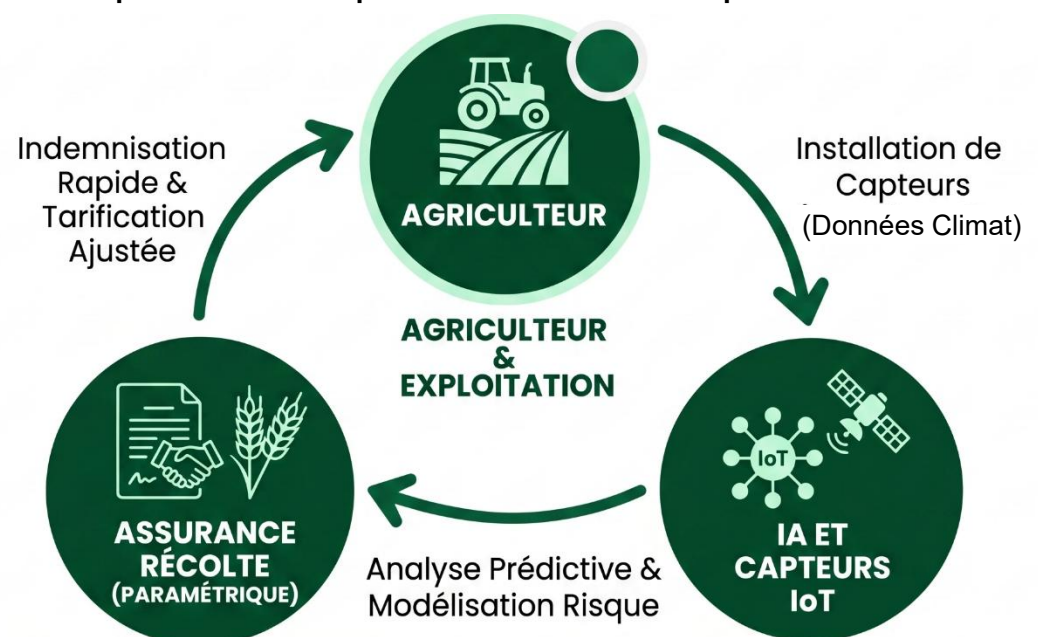 AGRICULTEUR
Indemnisation
Rapide &
Tarification
Ajustée
Installation de
Capteurs
(Données Climat)
AGRICULTEUR
&
EXPLOITATION
ASSURANCE
RÉCOLTE
(PARAMÉTRIQUE)
Analyse Prédictive &
Modélisation Risque
IoT
IA ET
CAPTEURS
IoT